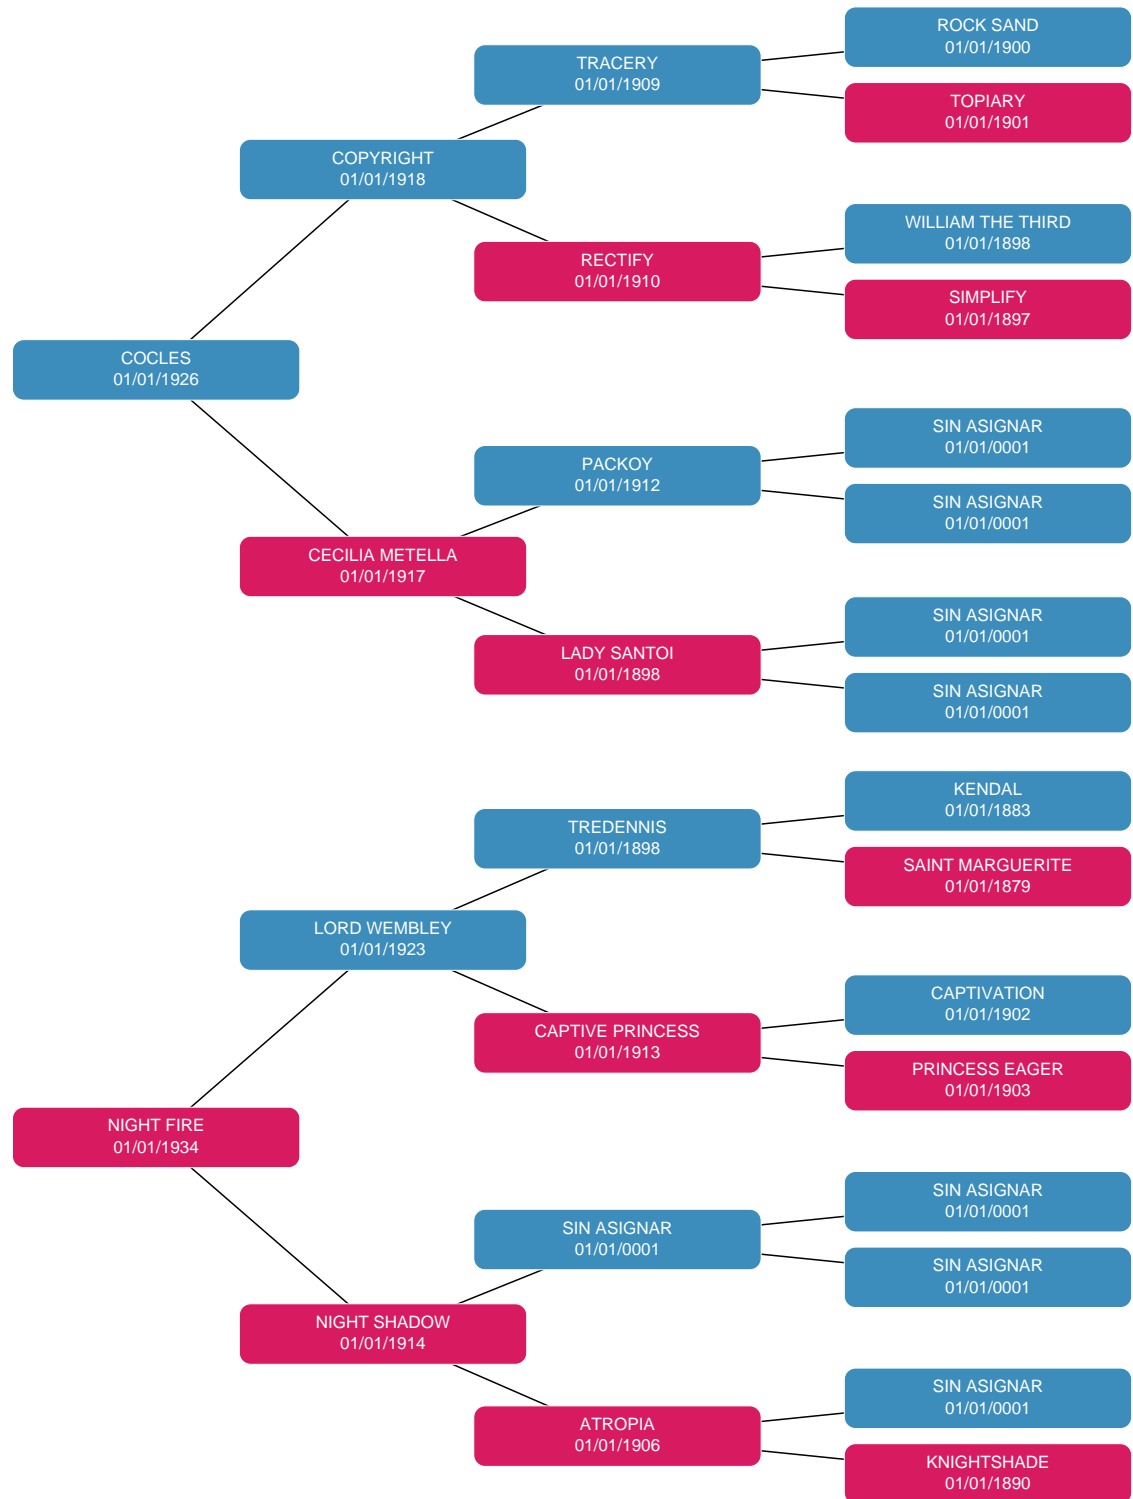 ROCK SAND
01/01/1900
TRACERY
01/01/1909
TOPIARY
01/01/1901
COPYRIGHT
01/01/1918
WILLIAM THE THIRD
01/01/1898
RECTIFY
01/01/1910
SIMPLIFY
01/01/1897
COCLES
01/01/1926
SIN ASIGNAR
01/01/0001
PACKOY
01/01/1912
SIN ASIGNAR
01/01/0001
CECILIA METELLA
01/01/1917
SIN ASIGNAR
01/01/0001
LADY SANTOI
01/01/1898
SIN ASIGNAR
01/01/0001
KENDAL
01/01/1883
TREDENNIS
01/01/1898
SAINT MARGUERITE
01/01/1879
LORD WEMBLEY
01/01/1923
CAPTIVATION
01/01/1902
CAPTIVE PRINCESS
01/01/1913
PRINCESS EAGER
01/01/1903
NIGHT FIRE
01/01/1934
SIN ASIGNAR
01/01/0001
SIN ASIGNAR
01/01/0001
SIN ASIGNAR
01/01/0001
NIGHT SHADOW
01/01/1914
SIN ASIGNAR
01/01/0001
ATROPIA
01/01/1906
KNIGHTSHADE
01/01/1890